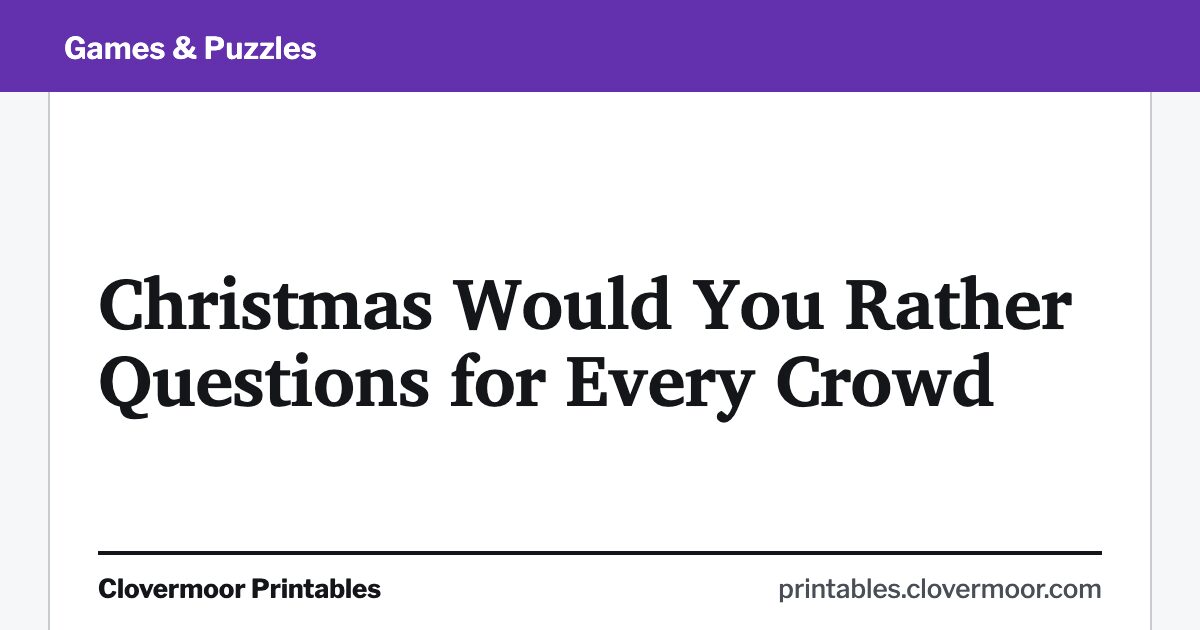 Games & Puzzles
Christmas Would You Rather
Questions for Every Crowd
Clovermoor Printables
printables.clovermoor.com